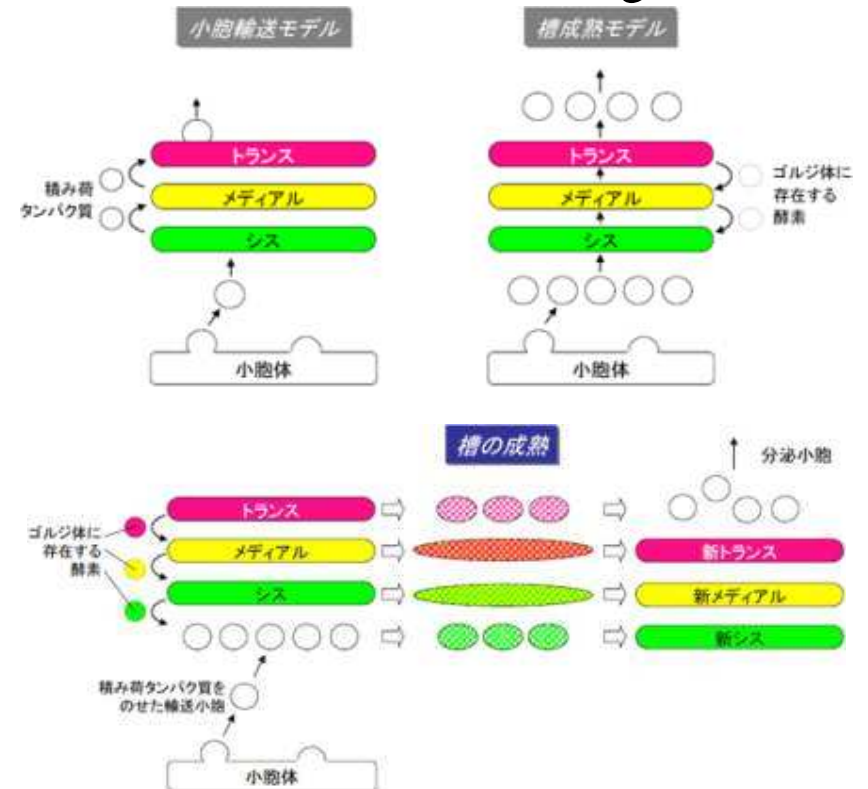 小胞輸送モデル
トランス
積み荷
タンパク質
メディアル
シス
小胞体
槽成熟モデル
トランス
メディアル
シス
ゴルジ体に
存在する
酵素
小胞体
槽の成熟
分泌小胞
トランス
ゴルジ体に
存在する
酵素
メディアル
シス
新トランス
新メディアル
新シス
積み荷タンパク質を
のせた輸送小胞
小胞体